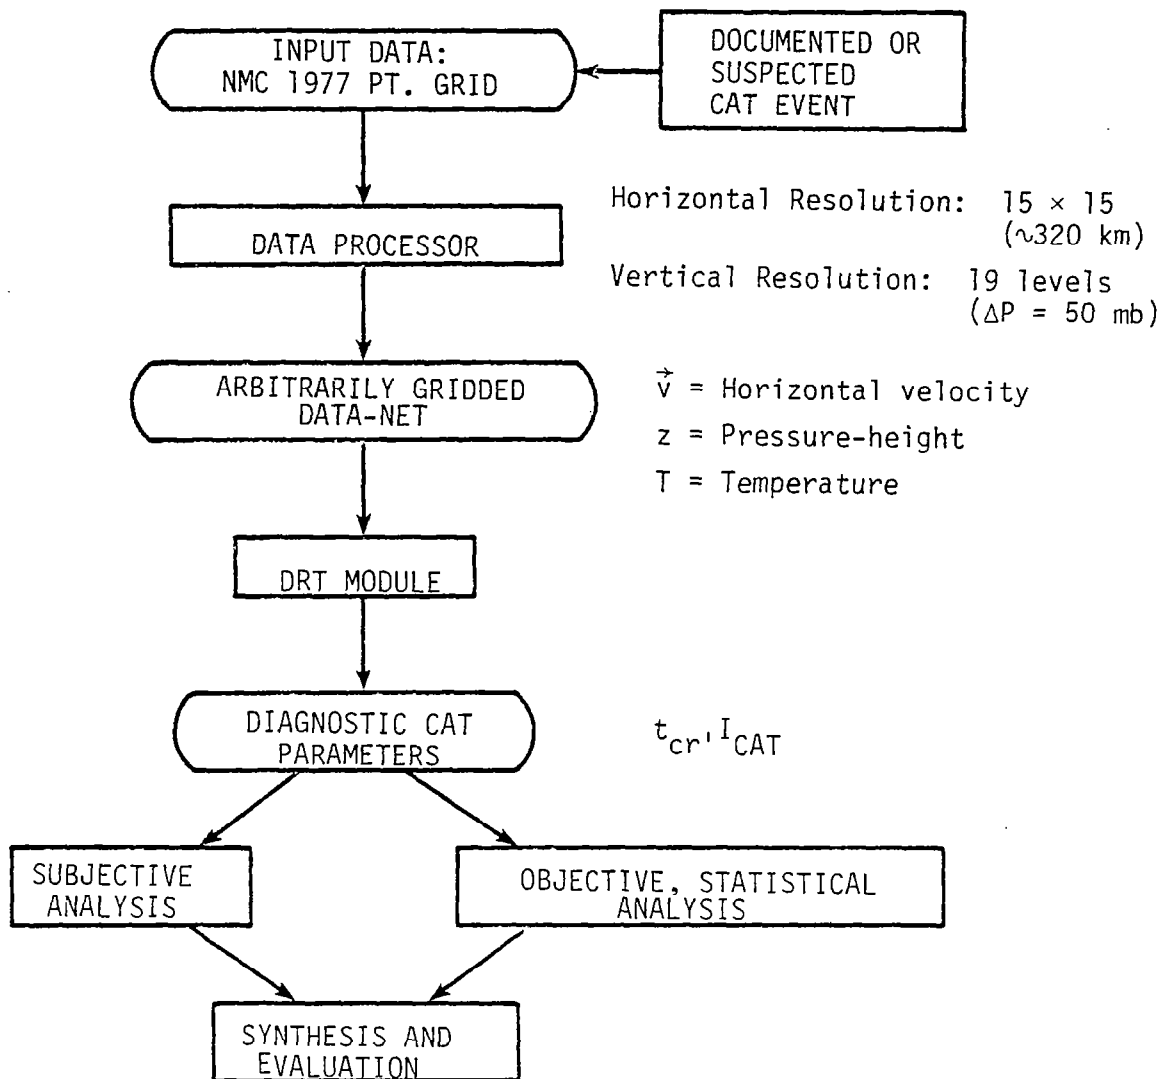 INPUT DATA:
NMC 1977 PT. GRID
DOCUMENTED OR
SUSPECTED
CAT EVENT
Horizontal Resolution: 15 × 15
(~320 km)
DATA PROCESSOR
Vertical Resolution: 19 levels
(ΔP = 50 mb)
ARBITRARILY GRIDDED
DATA-NET
v⃗ = Horizontal velocity
z = Pressure-height
T = Temperature
DRT MODULE
DIAGNOSTIC CAT
PARAMETERS
t_cr, I_CAT
SUBJECTIVE
ANALYSIS
OBJECTIVE, STATISTICAL
ANALYSIS
SYNTHESIS AND
EVALUATION